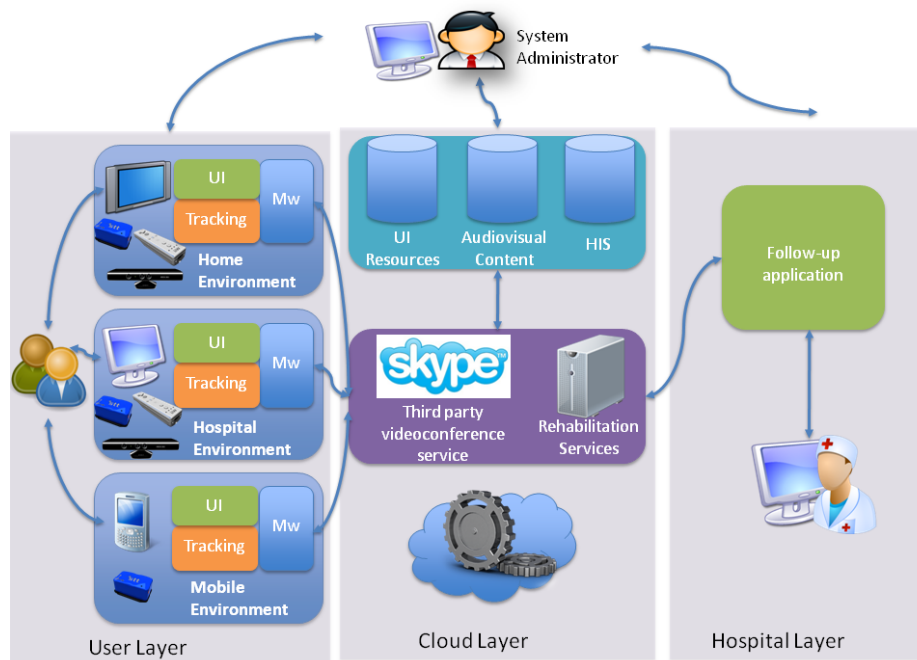 System
Administrator
UI
Mw
Tracking
Home
Environment
UI
Mw
Tracking
Hospital
Environment
UI
Mw
Tracking
Mobile
Environment
User Layer
UI
Resources
Audiovisual
Content
HIS
skype™
Third party
videoconference
service
Rehabilitation
Services
Cloud Layer
Follow-up
application
Hospital Layer